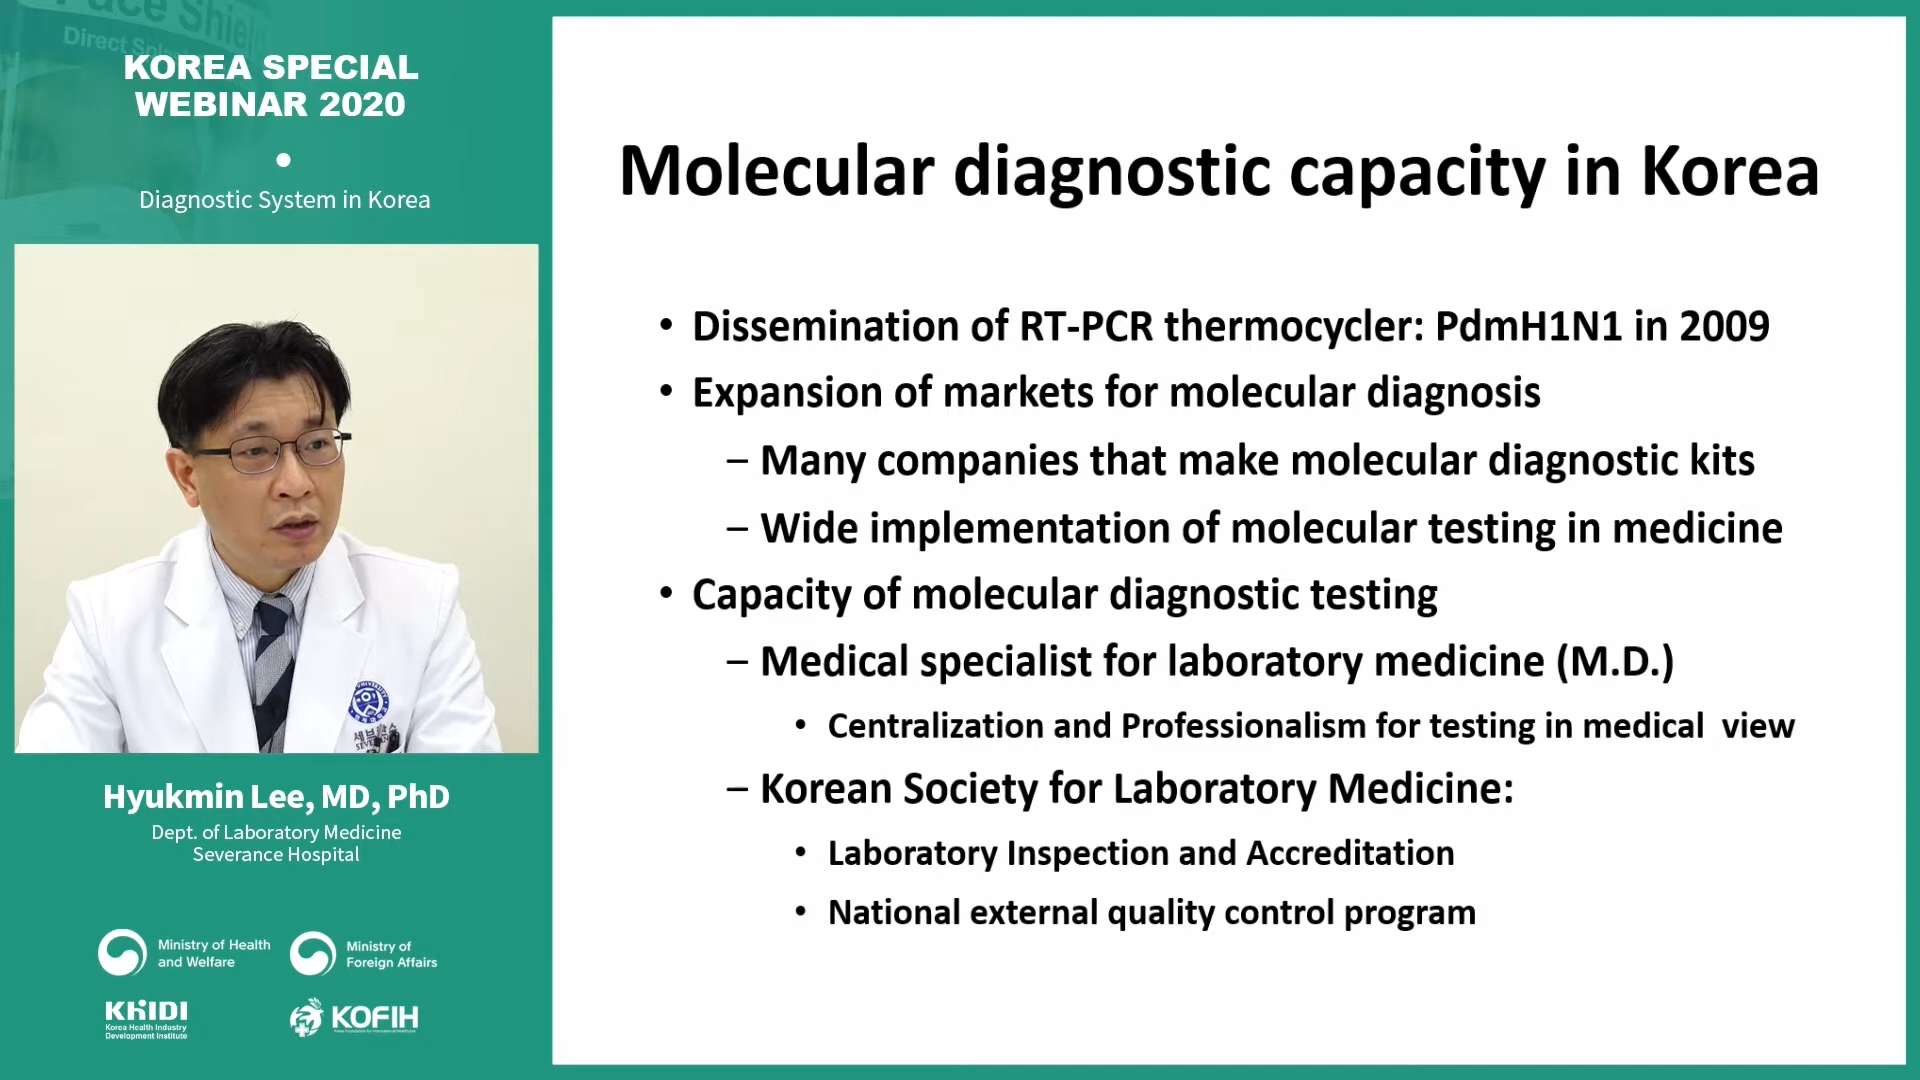 Face Shield
KOREA SPECIAL
WEBINAR 2020
Diagnostic System in Korea
Hyukmin Lee, MD, PhD
Dept. of Laboratory Medicine
Severance Hospital
Ministry of Health
and Welfare
Ministry of
Foreign Affairs
KHIDI
Korea Health Industry
Development Institute
KOFIH
Molecular diagnostic capacity in Korea
• Dissemination of RT-PCR thermocycler: PdmH1N1 in 2009
• Expansion of markets for molecular diagnosis
– Many companies that make molecular diagnostic kits
– Wide implementation of molecular testing in medicine
• Capacity of molecular diagnostic testing
– Medical specialist for laboratory medicine (M.D.)
• Centralization and Professionalism for testing in medical view
– Korean Society for Laboratory Medicine:
• Laboratory Inspection and Accreditation
• National external quality control program